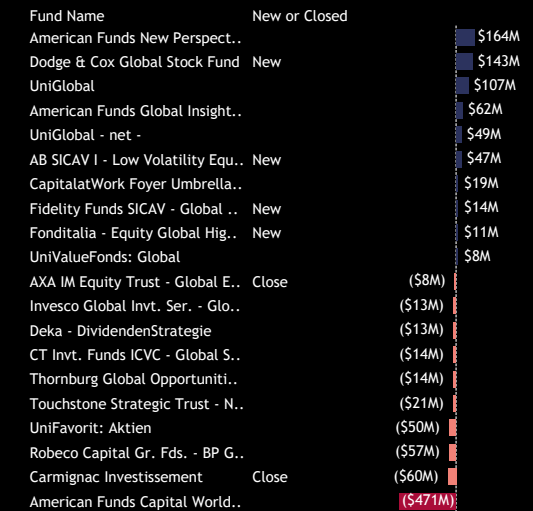 Fund Name New or Closed
American Funds New Perspect.. $164M
Dodge & Cox Global Stock Fund New $143M
UniGlobal $107M
American Funds Global Insight.. $62M
UniGlobal - net - $49M
AB SICAV I - Low Volatility Equ.. New $47M
CapitalatWork Foyer Umbrella.. $19M
Fidelity Funds SICAV - Global .. New $14M
Fonditalia - Equity Global Hig.. New $11M
UniValueFonds: Global $8M
AXA IM Equity Trust - Global E.. Close ($8M)
Invesco Global Invt. Ser. - Glo.. ($13M)
Deka - DividendenStrategie ($13M)
CT Invt. Funds ICVC - Global S.. ($14M)
Thornburg Global Opportuniti.. ($14M)
Touchstone Strategic Trust - N.. ($21M)
UniFavorit: Aktien ($50M)
Robeco Capital Gr. Fds. - BP G.. ($57M)
Carmignac Investissement Close ($60M)
American Funds Capital World.. ($471M)